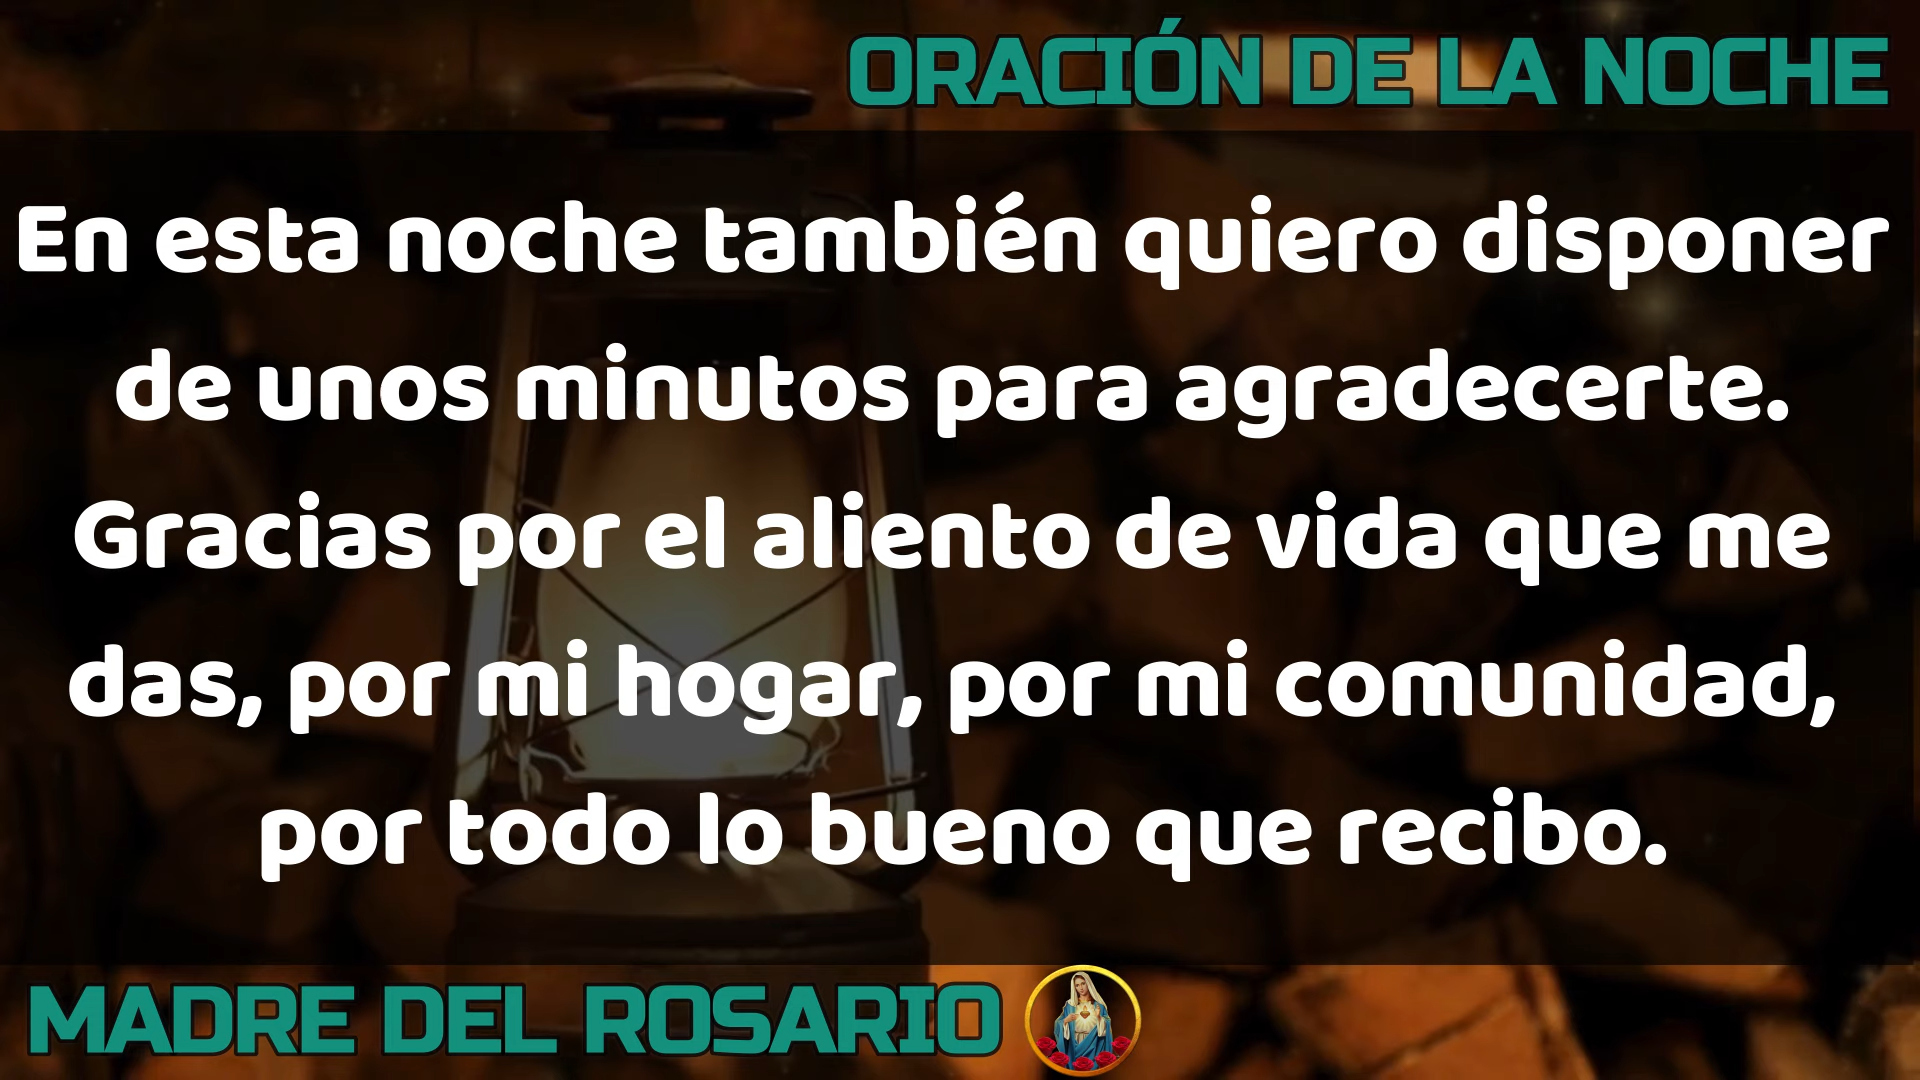 ORACIÓN DE LA NOCHE
En esta noche también quiero disponer
de unos minutos para agradecerte.
Gracias por el aliento de vida que me
das, por mi hogar, por mi comunidad,
por todo lo bueno que recibo.
MADRE DEL ROSARIO